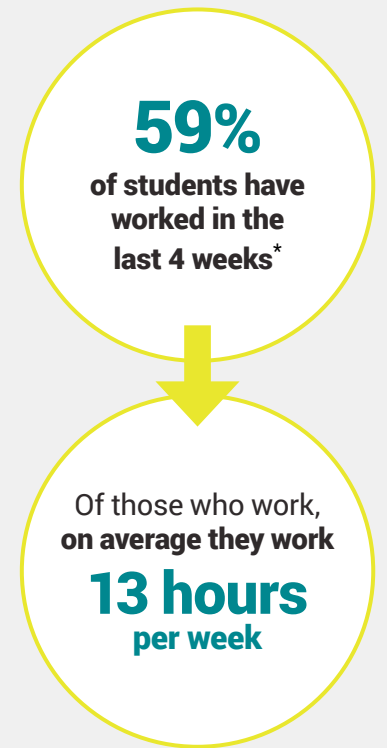 59%
of students have
worked in the
last 4 weeks*
Of those who work,
on average they work
13 hours
per week